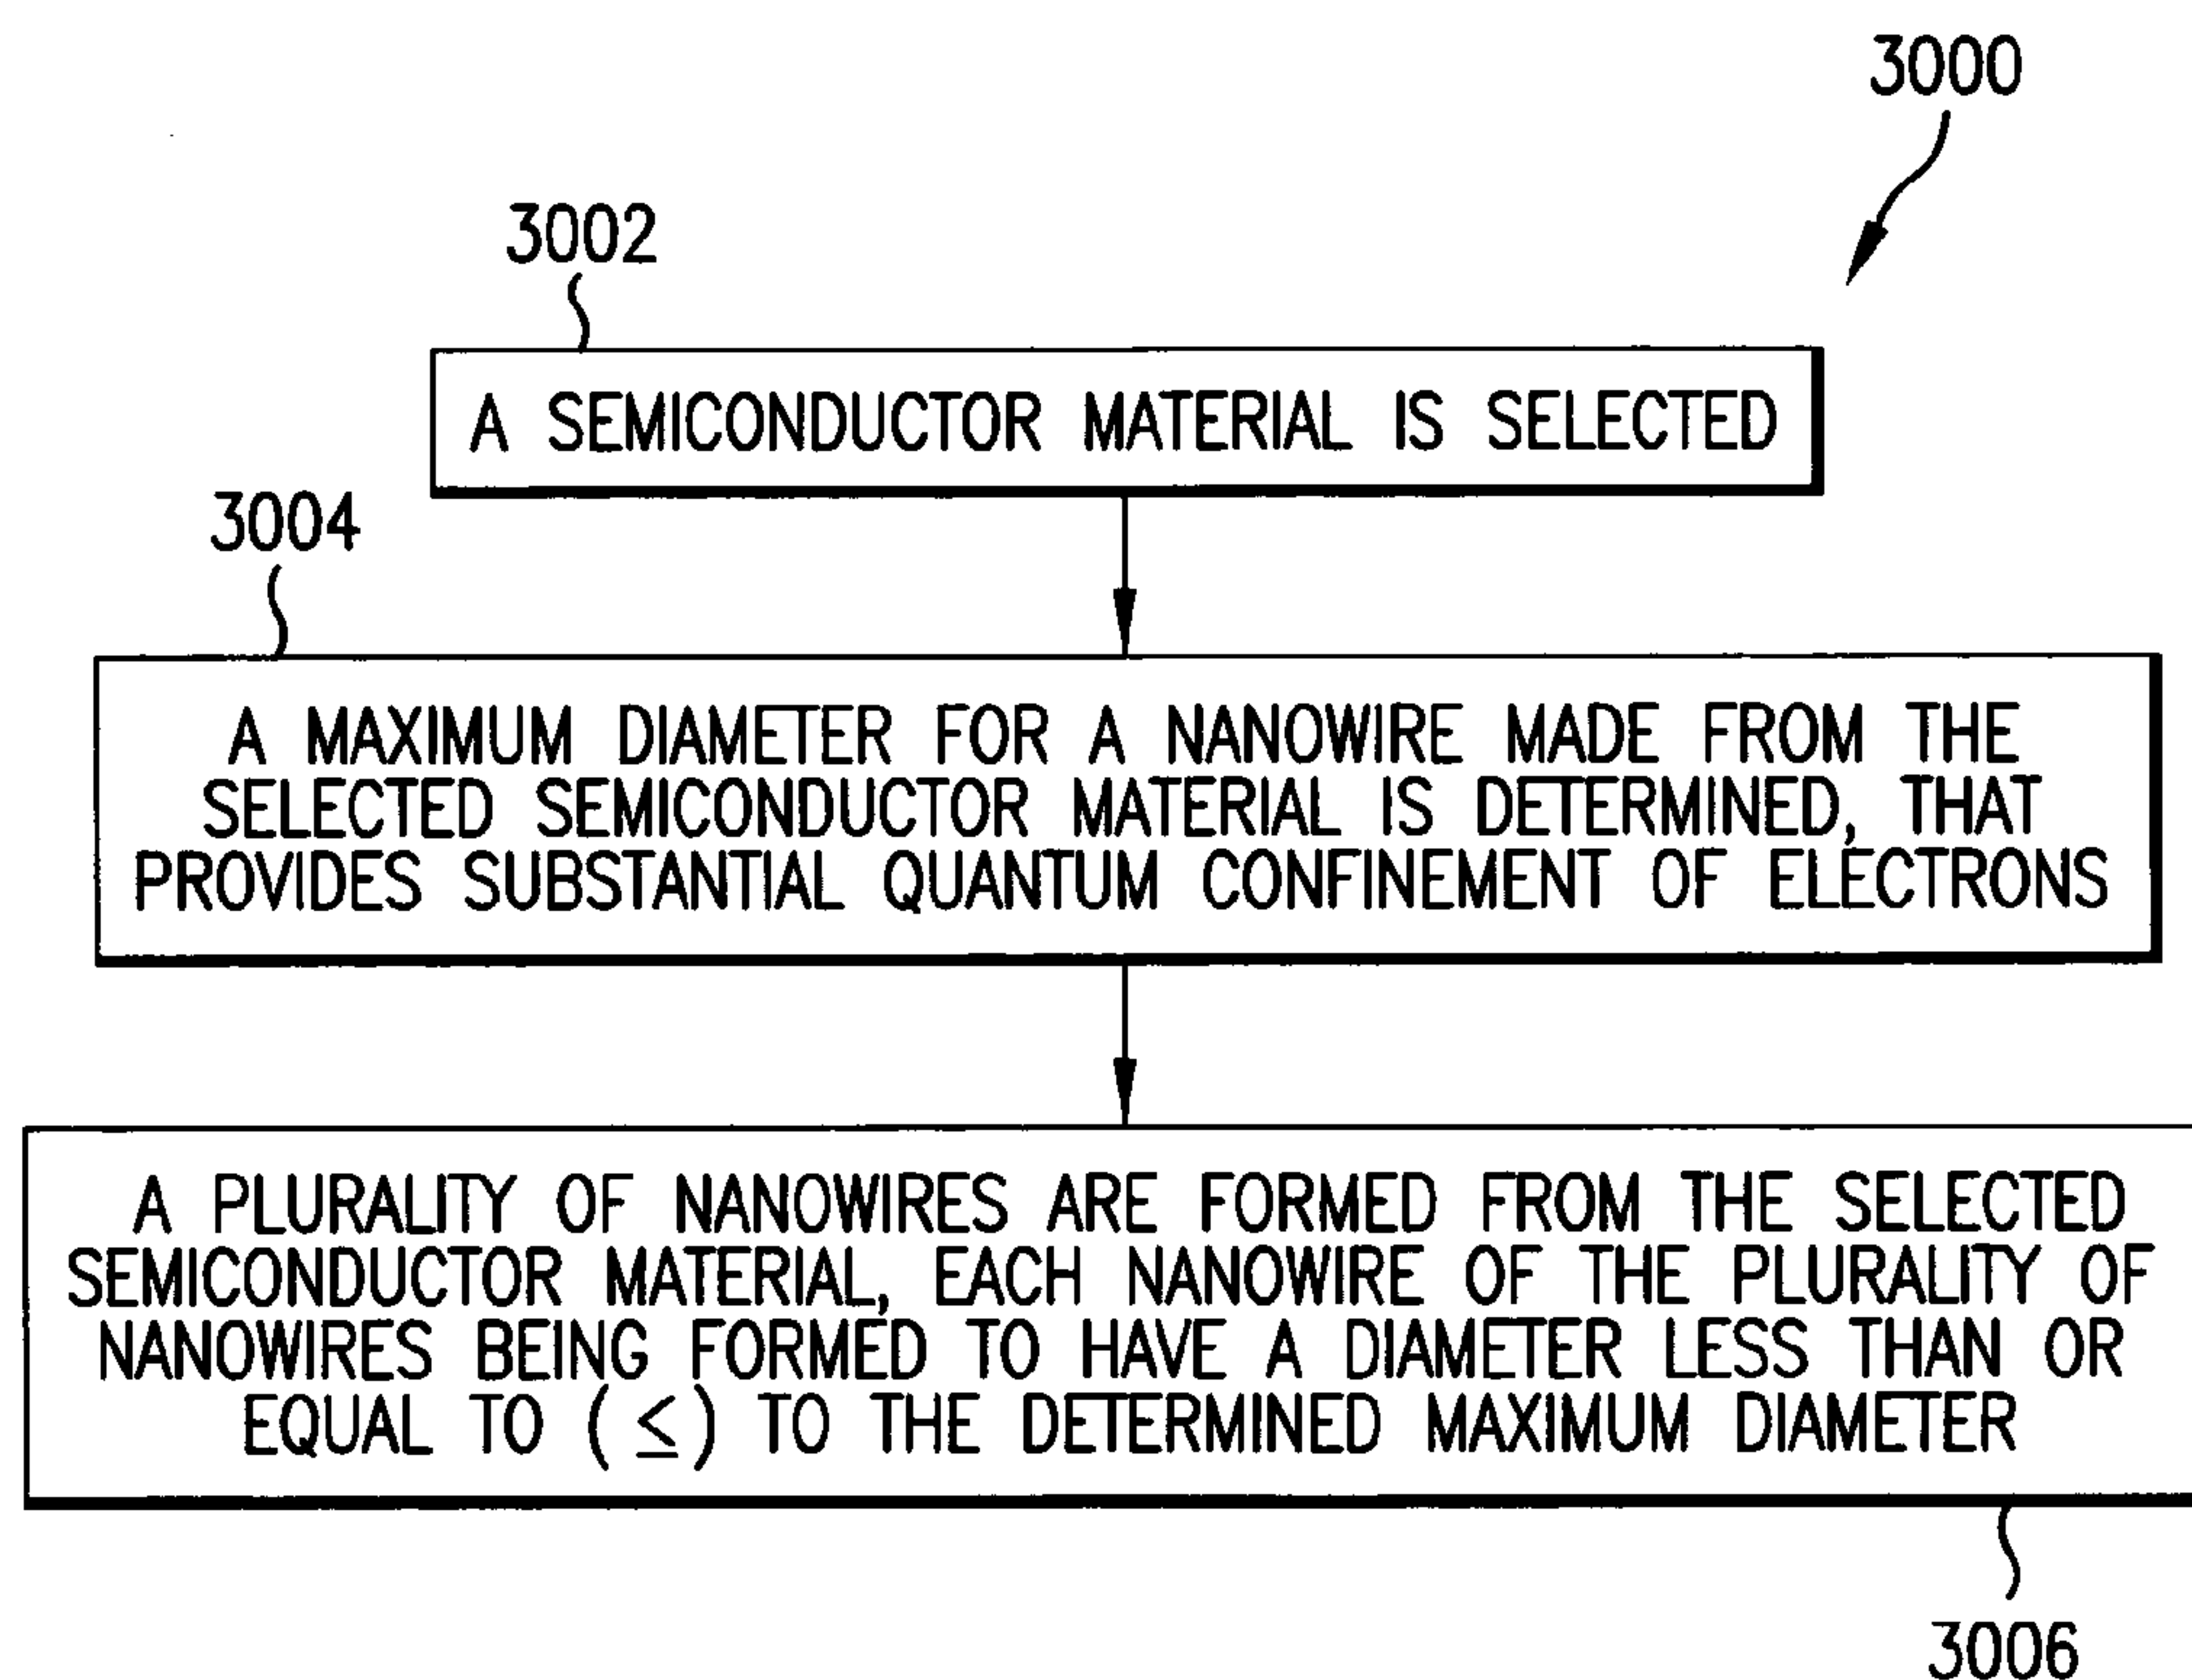 3000
3002
A SEMICONDUCTOR MATERIAL IS SELECTED
3004
A MAXIMUM DIAMETER FOR A NANOWIRE MADE FROM THE
SELECTED SEMICONDUCTOR MATERIAL IS DETERMINED, THAT
PROVIDES SUBSTANTIAL QUANTUM CONFINEMENT OF ELECTRONS
A PLURALITY OF NANOWIRES ARE FORMED FROM THE SELECTED
SEMICONDUCTOR MATERIAL, EACH NANOWIRE OF THE PLURALITY OF
NANOWIRES BEING FORMED TO HAVE A DIAMETER LESS THAN OR
EQUAL TO (≤) TO THE DETERMINED MAXIMUM DIAMETER
3006